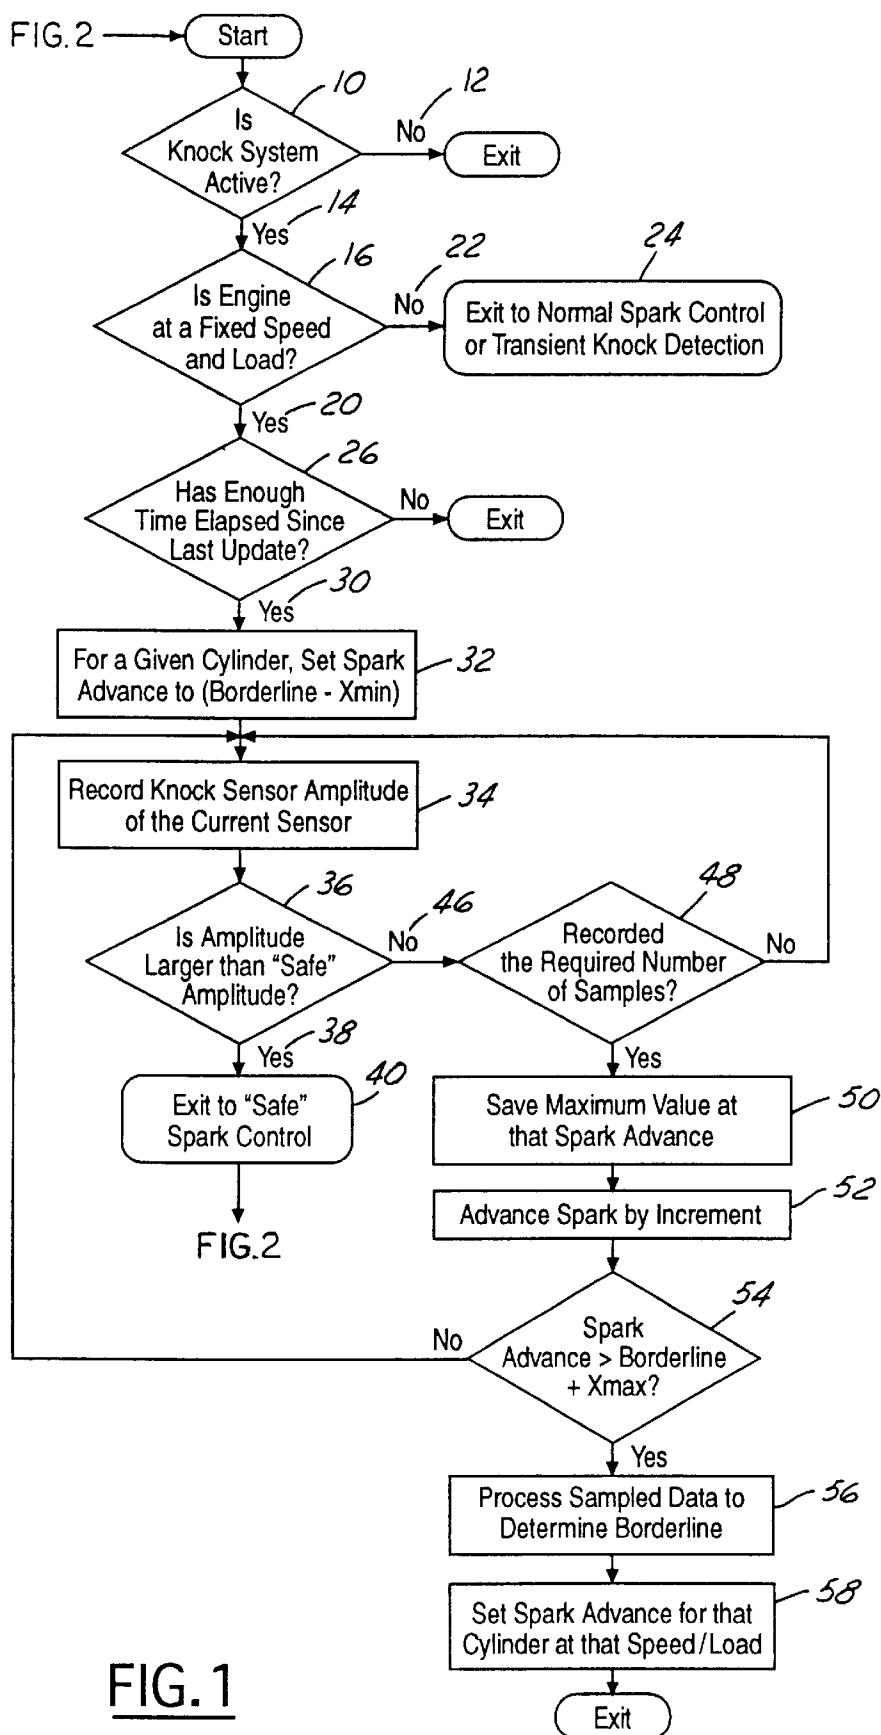 FIG. 2
Start
10
Is
Knock System
Active?
No
12
Exit
Yes
14
16
Is Engine
at a Fixed Speed
and Load?
No
22
24
Exit to Normal Spark Control
or Transient Knock Detection
Yes
20
26
Has Enough
Time Elapsed Since
Last Update?
No
Exit
Yes
30
For a Given Cylinder, Set Spark
Advance to (Borderline - Xmin)
32
Record Knock Sensor Amplitude
of the Current Sensor
34
36
Is Amplitude
Larger than "Safe"
Amplitude?
No
46
48
Recorded
the Required Number
of Samples?
No
Yes
38
Exit to "Safe"
Spark Control
40
FIG. 2
Yes
Save Maximum Value at
that Spark Advance
50
Advance Spark by Increment
52
54
Spark
Advance > Borderline
+ Xmax?
No
Yes
Process Sampled Data to
Determine Borderline
56
Set Spark Advance for that
Cylinder at that Speed/Load
58
Exit
FIG. 1